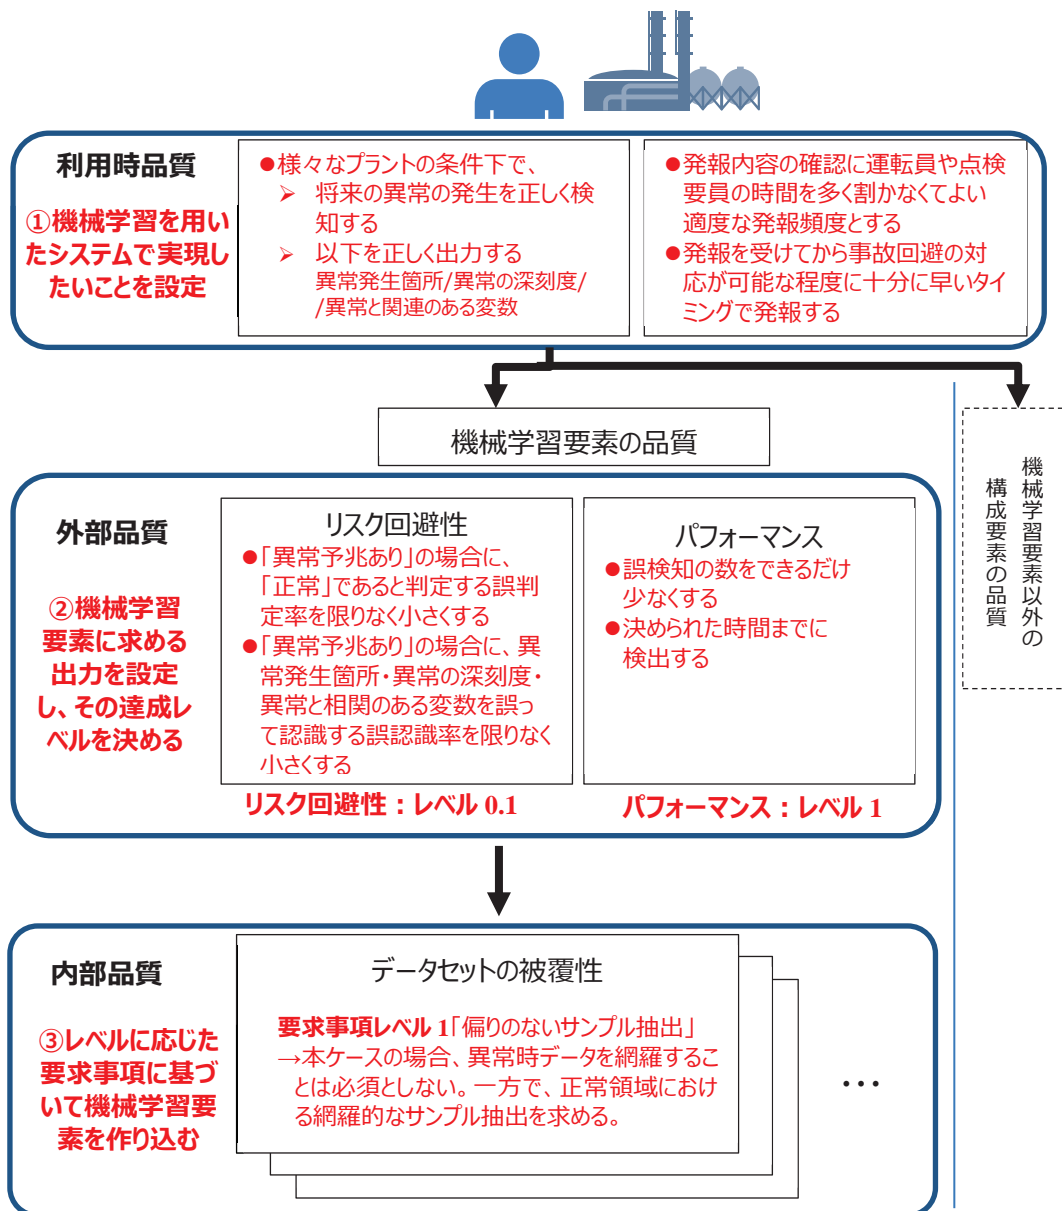 利用時品質
①機械学習を用い
たシステムで実現し
たいことを設定
●様々なプラントの条件下で、
➢ 将来の異常の発生を正しく検
知する
➢ 以下を正しく出力する
異常発生箇所/異常の深刻度/
/異常と関連のある変数
●発報内容の確認に運転員や点検
要員の時間を多く割かなくてよい
適度な発報頻度とする
●発報を受けてから事故回避の対
応が可能な程度に十分に早いタイ
ミングで発報する
機械学習要素の品質
機械学習要素以外の
構成要素の品質
外部品質
②機械学習
要素に求める
出力を設定
し、その達成レ
ベルを決める
リスク回避性
●「異常予兆あり」の場合に、
「正常」であると判定する誤判
定率を限りなく小さくする
●「異常予兆あり」の場合に、異
常発生箇所・異常の深刻度・
異常と相関のある変数を誤っ
て認識する誤認識率を限りなく
小さくする
リスク回避性：レベル 0.1
パフォーマンス
●誤検知の数をできるだけ
少なくする
●決められた時間までに
検出する
パフォーマンス：レベル 1
内部品質
③レベルに応じた
要求事項に基づ
いて機械学習要
素を作り込む
データセットの被覆性
要求事項レベル 1「偏りのないサンプル抽出」
→本ケースの場合、異常時データを網羅するこ
とは必須としない。一方で、正常領域におけ
る網羅的なサンプル抽出を求める。
…